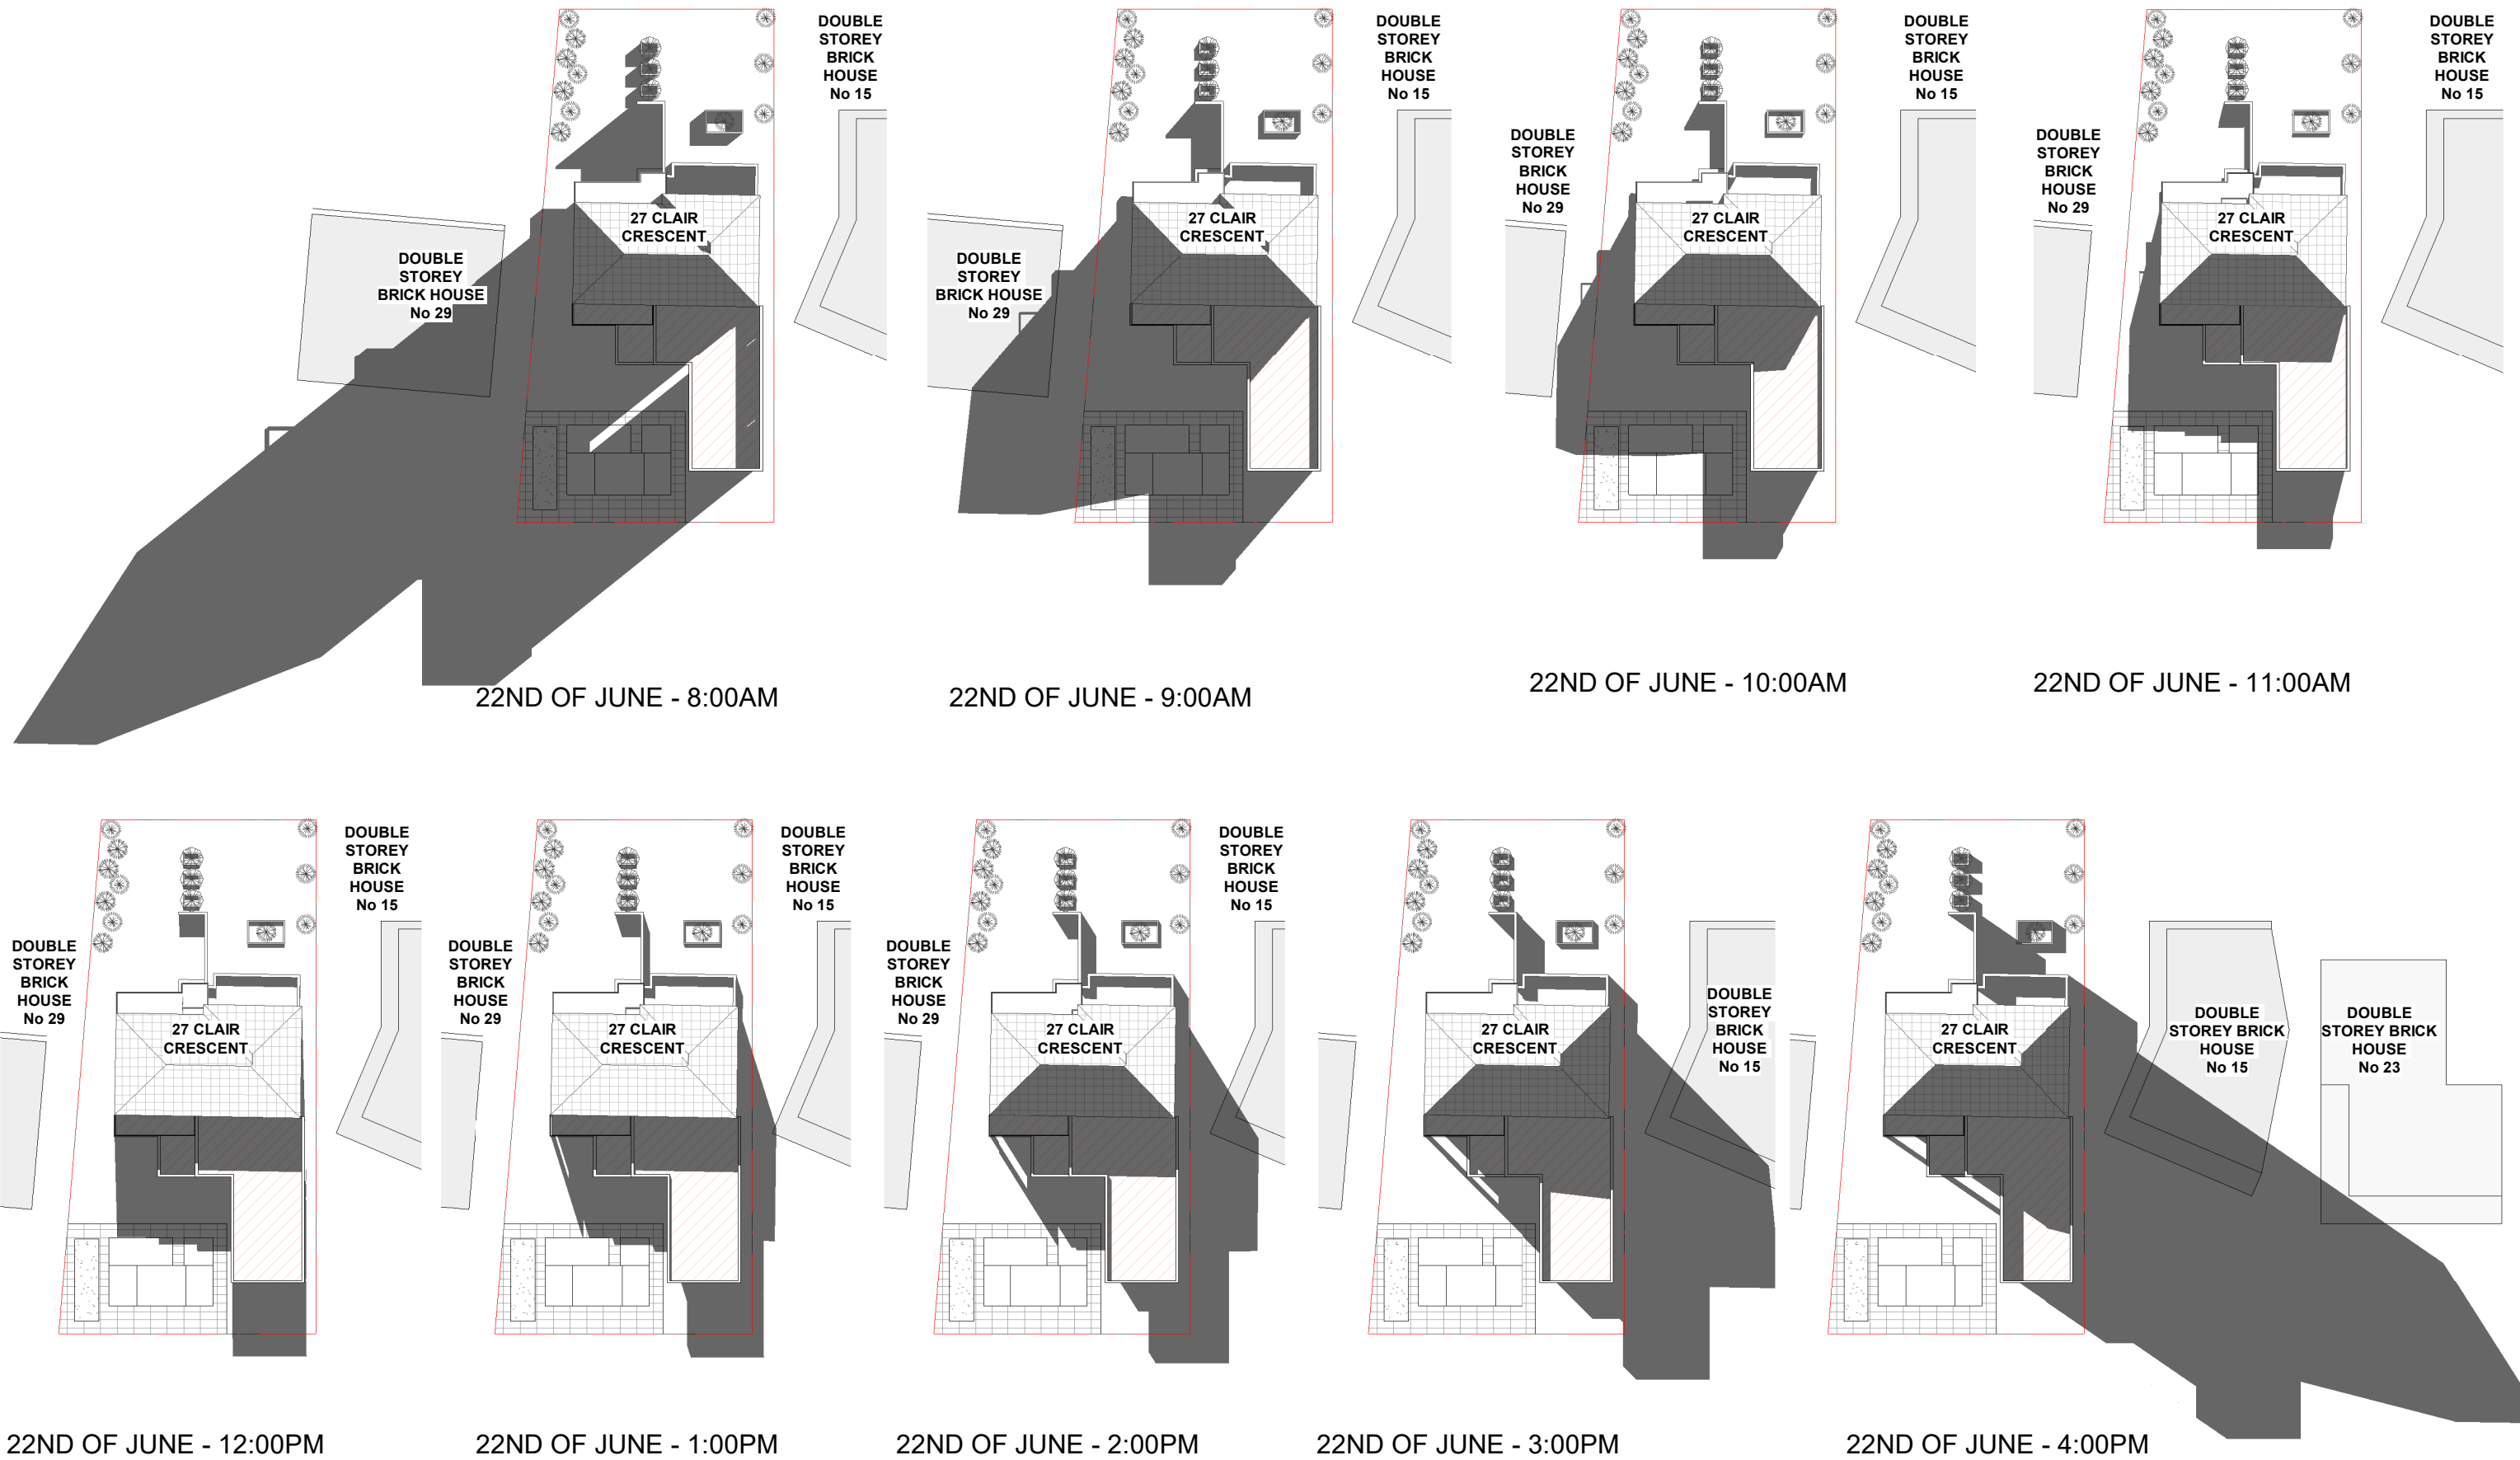 DOUBLE
STOREY
BRICK
HOUSE
No 15
27 CLAIR
CRESCENT
DOUBLE
STOREY
BRICK HOUSE
No 29
22ND OF JUNE - 8:00AM
DOUBLE
STOREY
BRICK
HOUSE
No 15
27 CLAIR
CRESCENT
DOUBLE
STOREY
BRICK HOUSE
No 29
22ND OF JUNE - 9:00AM
DOUBLE
STOREY
BRICK
HOUSE
No 15
DOUBLE
STOREY
BRICK
HOUSE
No 29
27 CLAIR
CRESCENT
22ND OF JUNE - 10:00AM
DOUBLE
STOREY
BRICK
HOUSE
No 15
DOUBLE
STOREY
BRICK
HOUSE
No 29
27 CLAIR
CRESCENT
22ND OF JUNE - 11:00AM
DOUBLE
STOREY
BRICK
HOUSE
No 15
DOUBLE
STOREY
BRICK
HOUSE
No 29
27 CLAIR
CRESCENT
22ND OF JUNE - 12:00PM
DOUBLE
STOREY
BRICK
HOUSE
No 15
DOUBLE
STOREY
BRICK
HOUSE
No 29
27 CLAIR
CRESCENT
22ND OF JUNE - 1:00PM
DOUBLE
STOREY
BRICK
HOUSE
No 15
DOUBLE
STOREY
BRICK
HOUSE
No 29
27 CLAIR
CRESCENT
22ND OF JUNE - 2:00PM
DOUBLE
STOREY
BRICK
HOUSE
No 15
27 CLAIR
CRESCENT
22ND OF JUNE - 3:00PM
27 CLAIR
CRESCENT
DOUBLE
STOREY BRICK
HOUSE
No 15
DOUBLE
STOREY BRICK
HOUSE
No 23
22ND OF JUNE - 4:00PM